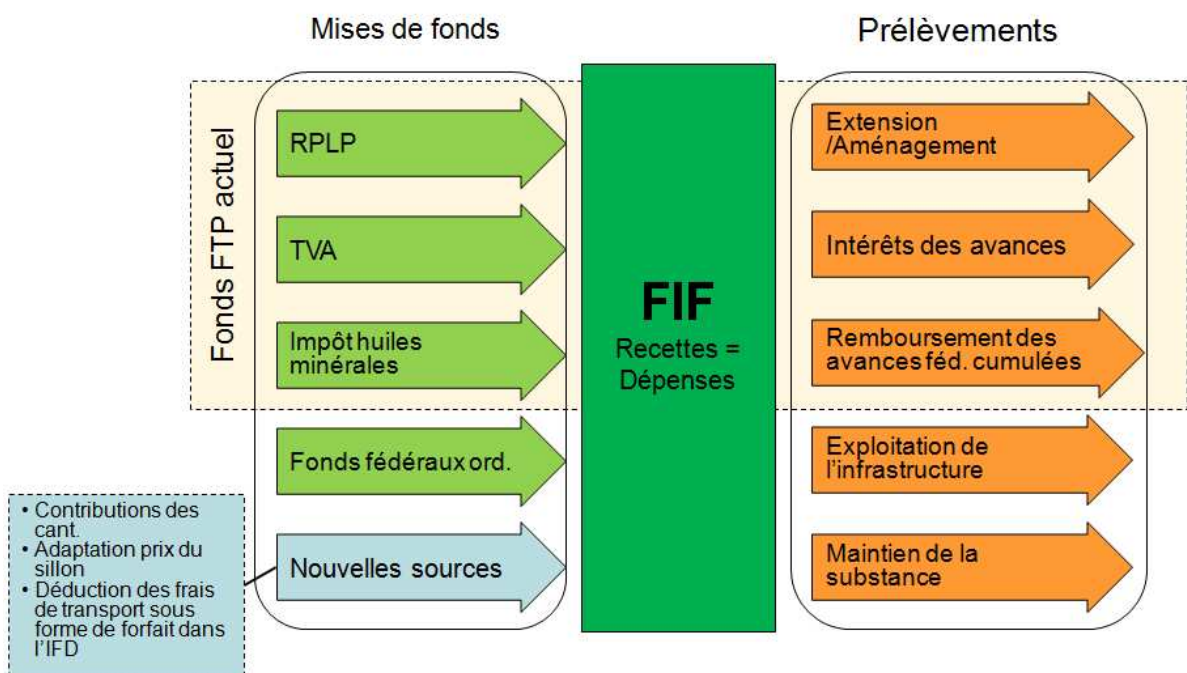 Mises de fonds
Prélèvements
Fonds FTP actuel
RPLP
TVA
Impôt huiles
minérales
Fonds fédéraux ord.
Nouvelles sources
• Contributions des
cant.
• Adaptation prix du
sillon
• Déduction des frais
de transport sous
forme de forfait dans
l’IFD
FIF
Recettes =
Dépenses
Extension
/Aménagement
Intérêts des avances
Remboursement des
avances féd. cumulées
Exploitation de
l’infrastructure
Maintien de la
substance